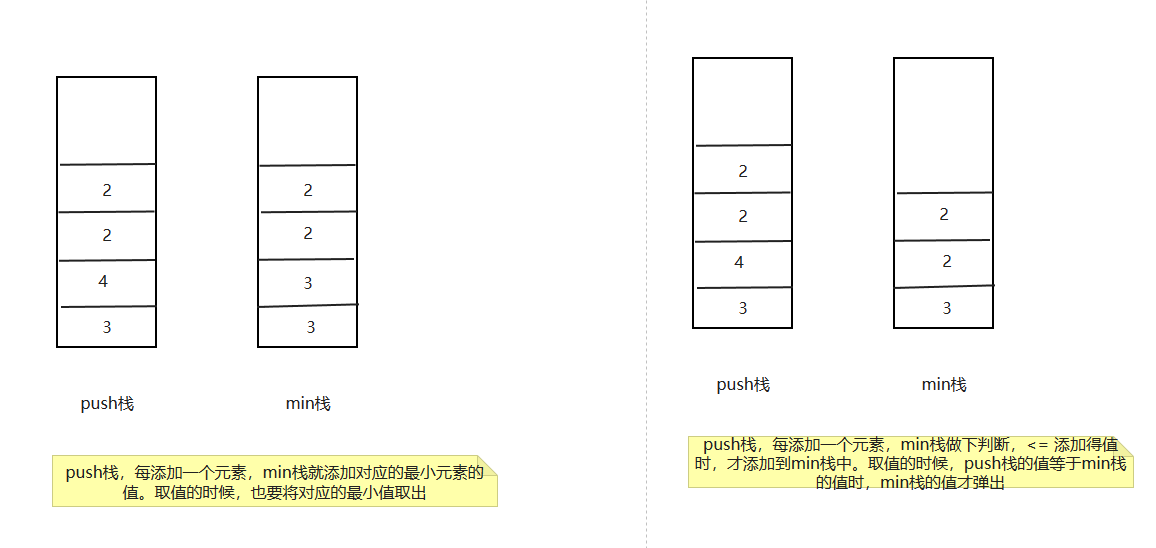 2
2
4
3
2
2
3
3
push栈
min栈
push栈，每添加一个元素，min栈就添加对应的最小元素的
值。取值的时候，也要将对应的最小值取出
2
2
4
3
2
2
3
push栈
min栈
push栈，每添加一个元素，min栈做下判断，<= 添加得值
时，才添加到min栈中。取值的时候，push栈的值等于min栈
的值时，min栈的值才弹出